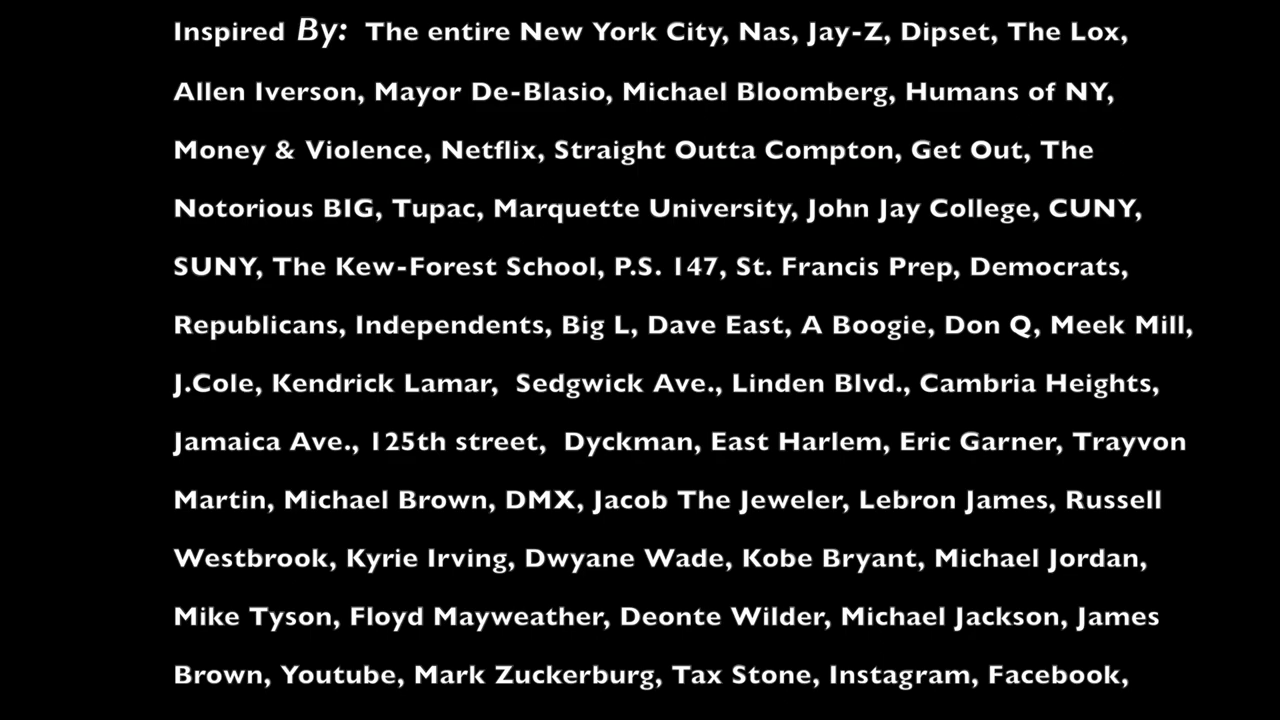 Inspired By: The entire New York City, Nas, Jay-Z, Dipset, The Lox,
Allen Iverson, Mayor De-Blasio, Michael Bloomberg, Humans of NY,
Money & Violence, Netflix, Straight Outta Compton, Get Out, The
Notorious BIG, Tupac, Marquette University, John Jay College, CUNY,
SUNY, The Kew-Forest School, P.S. 147, St. Francis Prep, Democrats,
Republicans, Independents, Big L, Dave East, A Boogie, Don Q, Meek Mill,
J.Cole, Kendrick Lamar, Sedgwick Ave., Linden Blvd., Cambria Heights,
Jamaica Ave., 125th street, Dyckman, East Harlem, Eric Garner, Trayvon
Martin, Michael Brown, DMX, Jacob The Jeweler, Lebron James, Russell
Westbrook, Kyrie Irving, Dwyane Wade, Kobe Bryant, Michael Jordan,
Mike Tyson, Floyd Mayweather, Deonte Wilder, Michael Jackson, James
Brown, Youtube, Mark Zuckerburg, Tax Stone, Instagram, Facebook,